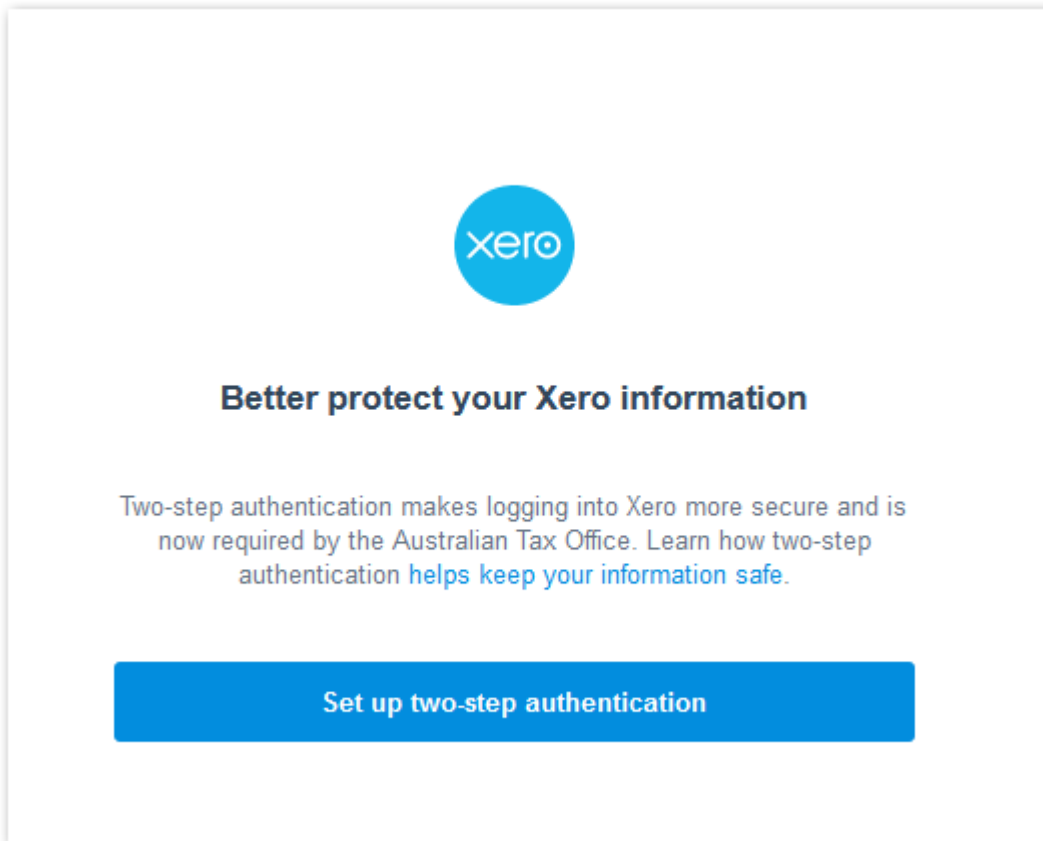 xero
Better protect your Xero information
Two-step authentication makes logging into Xero more secure and is
now required by the Australian Tax Office. Learn how two-step
authentication helps keep your information safe.
Set up two-step authentication